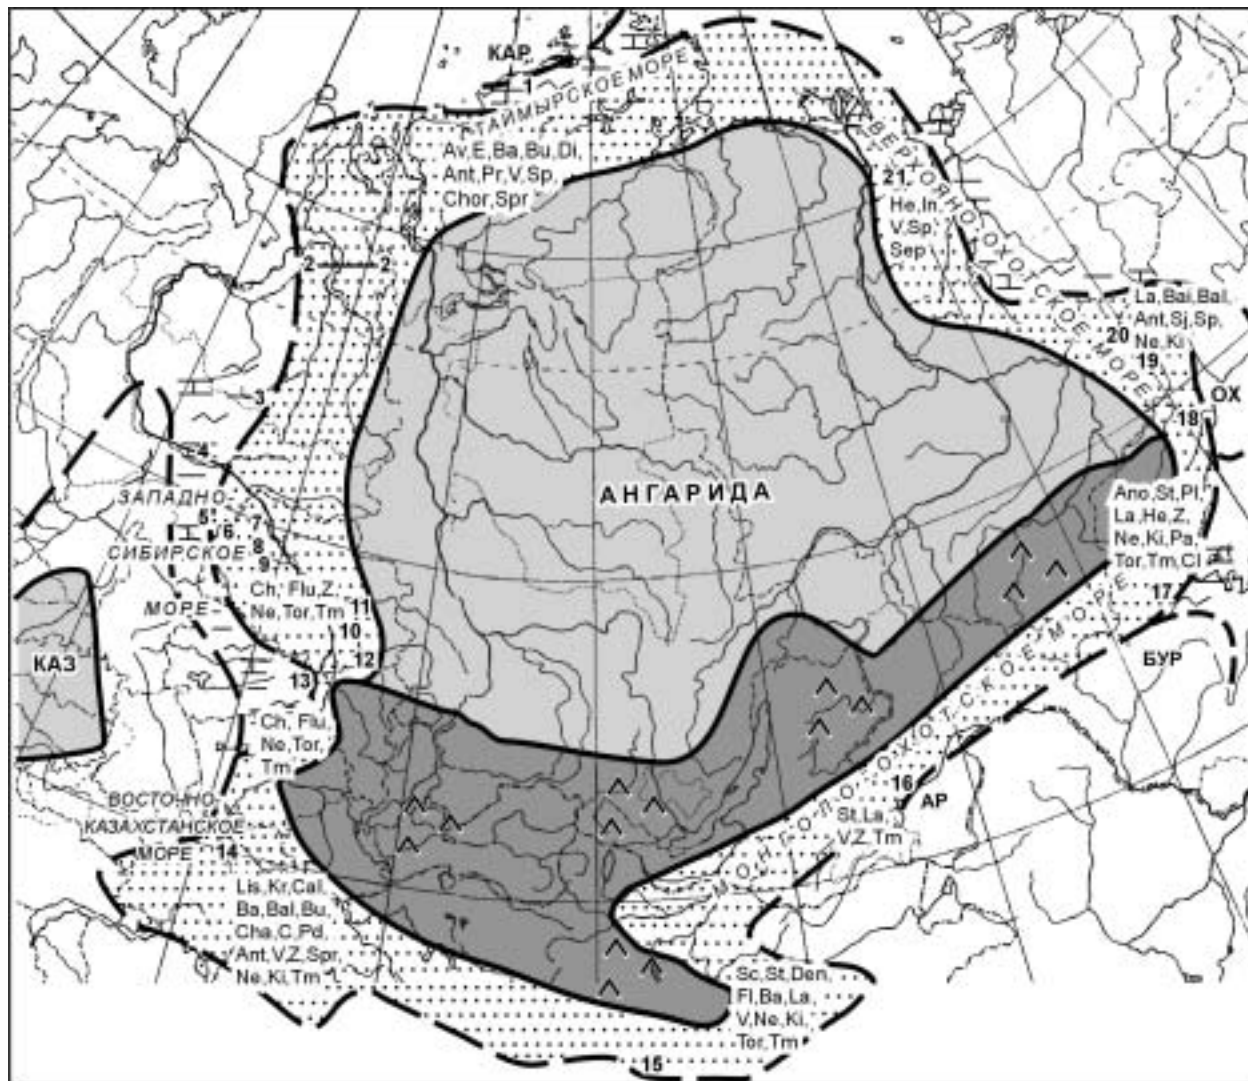 КАР
1
ТАЙМЫРСКОЕ МОРЕ
Av,E,Ba,Bu,Di,
Ant,Pr,V,Sp,
Chor,Spr
ВЕРХОЯНО-ОХОТСКОЕ МОРЕ
21
He,In,
V,Sp,
Sep
2 2
La,Bai,Bal,
Ant,Sj,Sp,
Ne,Ki
20
19
ОХ
18
3
4
АНГАРИДА
ЗАПАДНО-
СИБИРСКОЕ
МОРЕ
5
6
7
8
9
Ch,Flu,Z,
Ne,Tor,Tm
11
10
12
13
Ano,St,Pl,
La,He,Z,
Ne,Ki,Pa,
Tor,Tm,Cl
17
БУР
КАЗ
Ch,Flu,
Ne,Tor,
Tm
МОНГОЛО-ОХОТСКОЕ МОРЕ
16
АР
St,La,
V,Z,Tm
ВОСТОЧНО-
КАЗАХСТАНСКОЕ
МОРЕ
14
Lis,Kr,Cal,
Ba,Bal,Bu,
Cha,C,Pd,
Ant,V,Z,Spr,
Ne,Ki,Tm
Sc,St,Den,
Fl,Ba,La,
V,Ne,Ki,
Tor,Tm
15